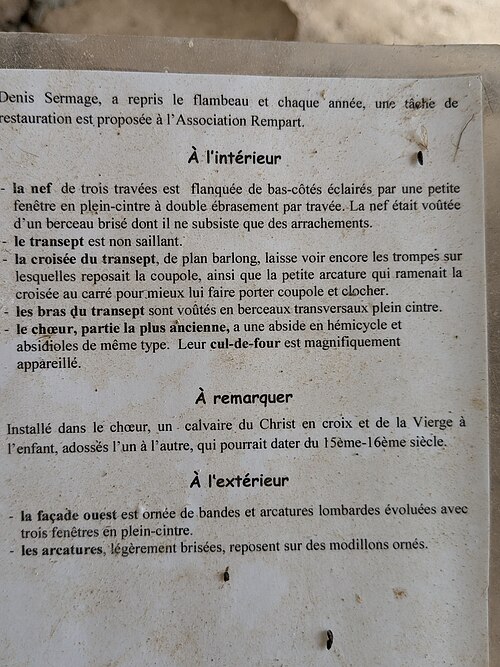 Denis Sermage, a repris le flambeau et chaque année, une tâche de
restauration est proposée à l'Association Rempart.
À l'intérieur
- la nef de trois travées est flanquée de bas-côtés éclairés par une petite
fenêtre en plein-cintre à double ébrasement par travée. La nef était voûtée
d'un berceau brisé dont il ne subsiste que des arrachements.
- le transept est non saillant.
- la croisée du transept, de plan barlong, laisse voir encore les trompes sur
lesquelles reposait la coupole, ainsi que la petite arcature qui ramenait la
croisée au carré pour mieux lui faire porter coupole et clocher.
- les bras du transept sont voûtés en berceaux transversaux plein cintre.
- le chœur, partie la plus ancienne, a une abside en hémicycle et
absidioles de même type. Leur cul-de-four est magnifiquement
appareillé.
À remarquer
Installé dans le chœur, un calvaire du Christ en croix et de la Vierge à
l'enfant, adossés l'un à l'autre, qui pourrait dater du 15ème-16ème siècle.
À l'extérieur
- la façade ouest est ornée de bandes et arcatures lombardes évoluées avec
trois fenêtres en plein-cintre.
- les arcatures, légèrement brisées, reposent sur des modillons ornés.